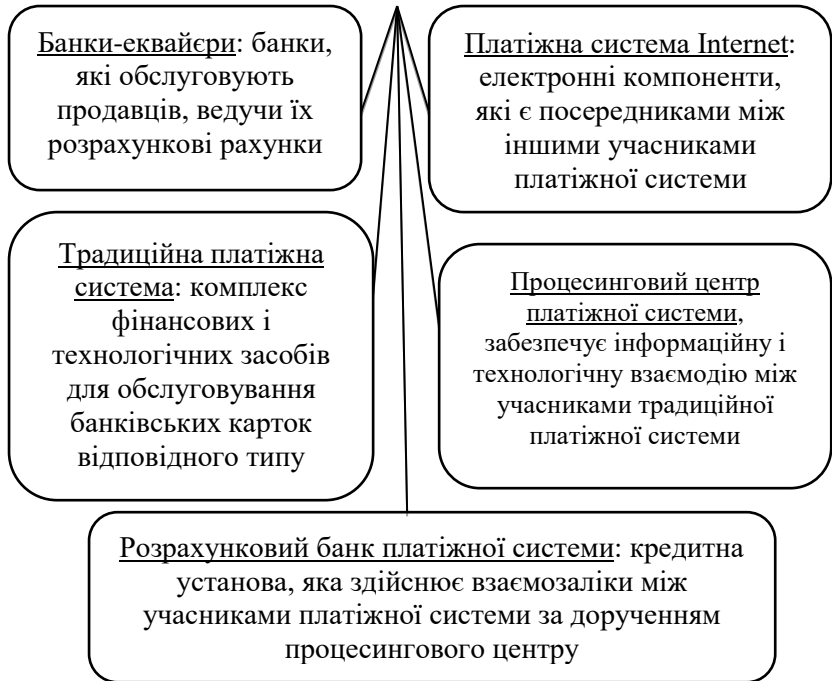 Банки-еквайєри: банки,
які обслуговують
продавців, ведучи їх
розрахункові рахунки
Платіжна система Internet:
електронні компоненти,
які є посередниками між
іншими учасниками
платіжної системи
Традиційна платіжна
система: комплекс
фінансових і
технологічних засобів
для обслуговування
банківських карток
відповідного типу
Процесинговий центр
платіжної системи,
забезпечує інформаційну і
технологічну взаємодію між
учасниками традиційної
платіжної системи
Розрахунковий банк платіжної системи: кредитна
установа, яка здійснює взаємозаліки між
учасниками платіжної системи за дорученням
процесингового центру